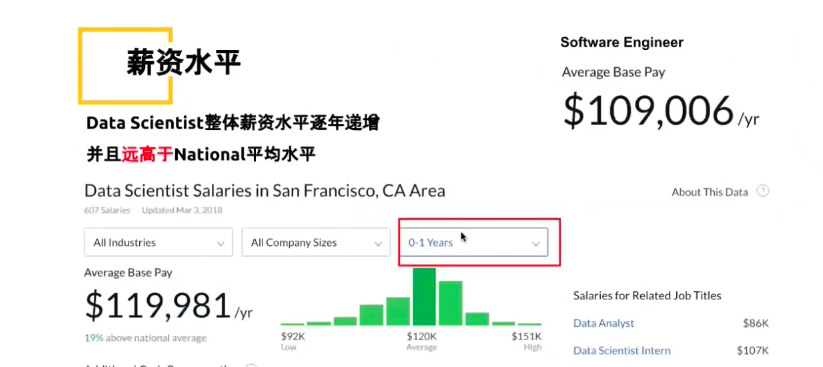 薪资水平
Software Engineer
Average Base Pay
$109,006 /yr
Data Scientist整体薪资水平逐年递增
并且远高于National平均水平
Data Scientist Salaries in San Francisco, CA Area
About This Data ?
607 Salaries Updated Mar 3, 2018
All Industries
All Company Sizes
0-1 Years
Average Base Pay
$119,981 /yr
19% above national average
$92K
Low
$120K
Average
$151K
High
Salaries for Related Job Titles
Data Analyst $86K
Data Scientist Intern $107K